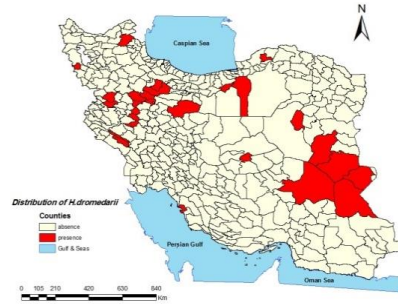 N
Caspian Sea
Distribution of H.dromedarii
Counties
absence
presence
Gulf & Seas
Persian Gulf
Oman Sea
0 105 210 420 630 840
Km